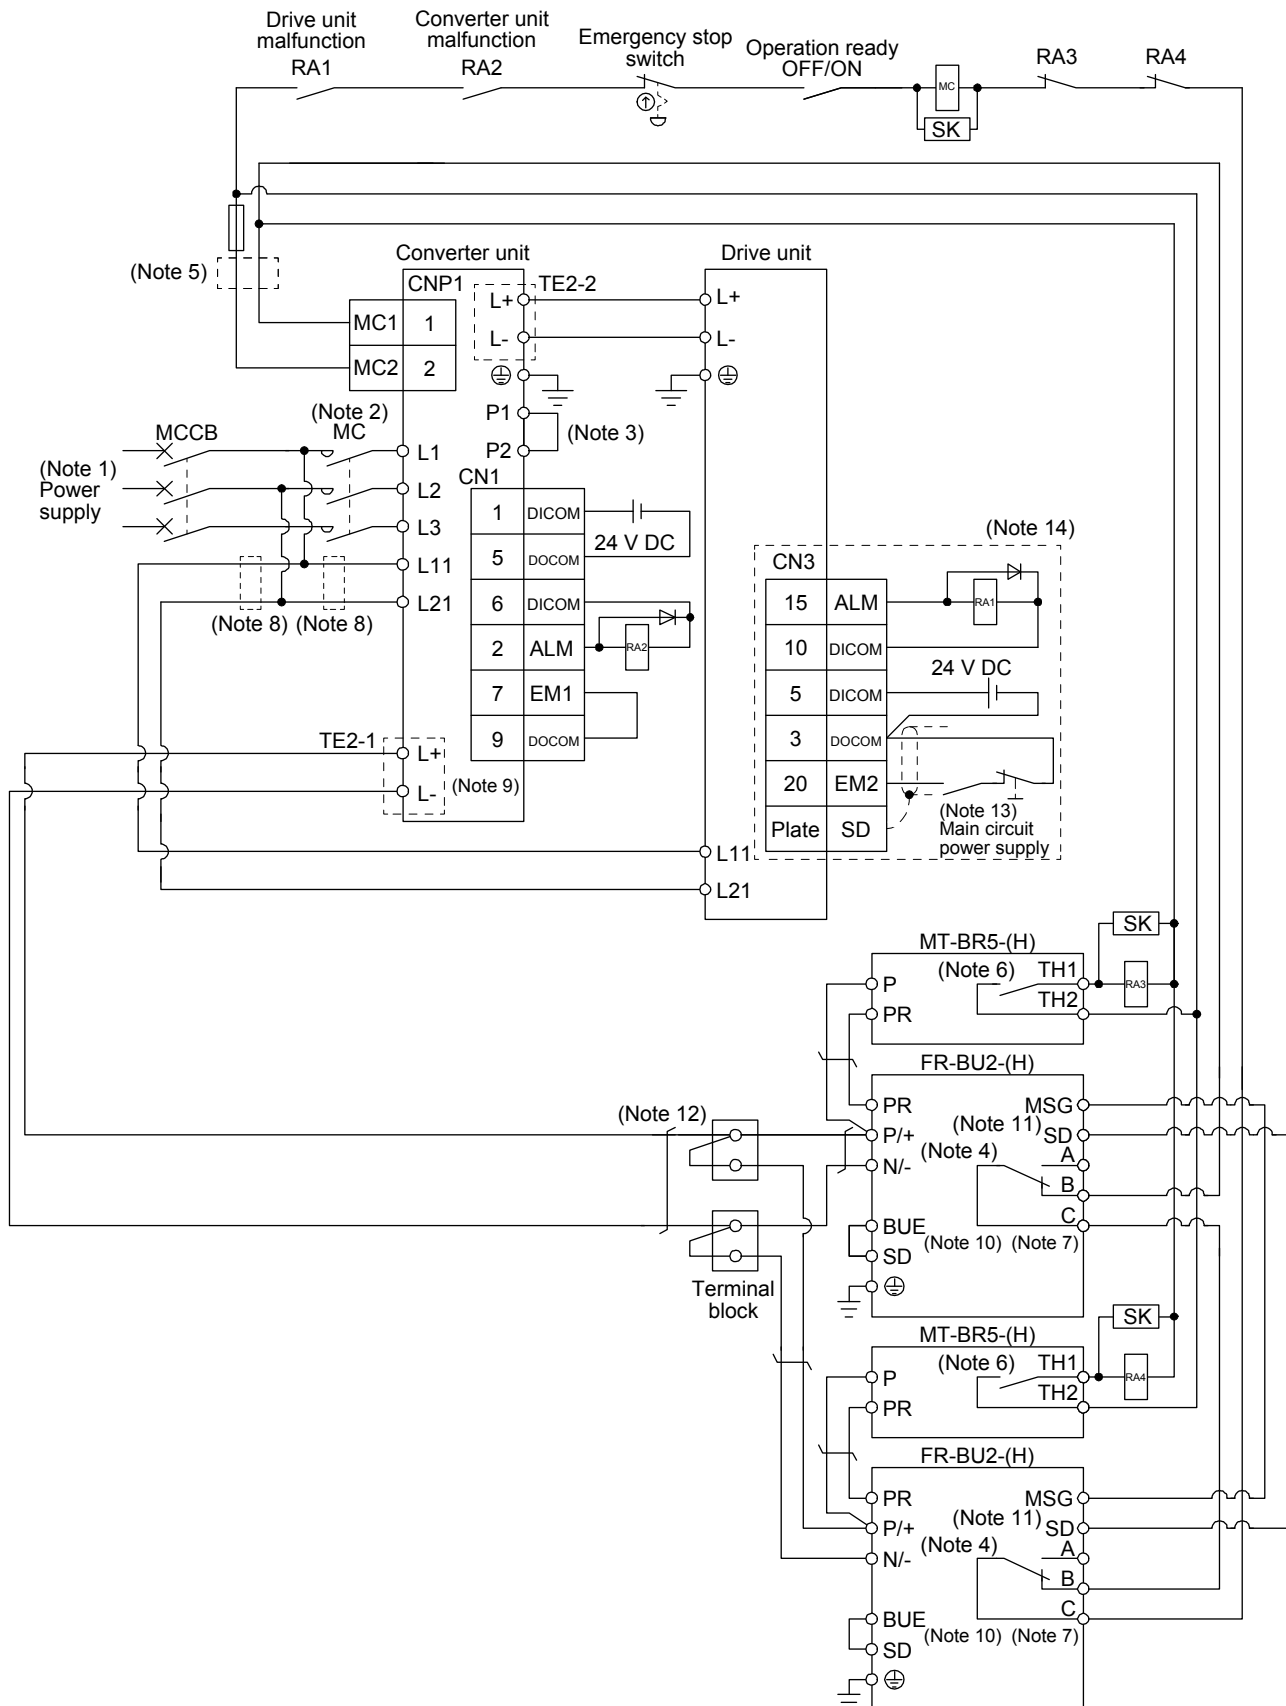 Drive unit
malfunction
RA1
Converter unit
malfunction
RA2
Emergency stop
switch
Operation ready
OFF/ON
MC
SK
RA3
RA4
(Note 5)
Converter unit
Drive unit
CNP1
MC1 1
MC2 2
L+ TE2-2
L-
L+
L-
P1
P2
(Note 3)
(Note 2)
MC
MCCB
(Note 1)
Power
supply
L1
L2
L3
L11
L21
(Note 8) (Note 8)
CN1
1 DICOM
24 V DC
5 DOCOM
6 DICOM
2 ALM
RA2
7 EM1
9 DOCOM
TE2-1
L+
L-
(Note 9)
(Note 14)
CN3
15 ALM
RA1
10 DICOM
24 V DC
5 DICOM
3 DOCOM
20 EM2
Plate SD
(Note 13)
Main circuit
power supply
L11
L21
MT-BR5-(H)
SK
(Note 6) TH1
P
RA3
TH2
PR
FR-BU2-(H)
PR
MSG
(Note 12)
P/+
(Note 11) SD
(Note 4) A
N/-
B
C
BUE
(Note 10) (Note 7)
SD
Terminal
block
MT-BR5-(H)
SK
(Note 6) TH1
P
RA4
TH2
PR
FR-BU2-(H)
PR
MSG
P/+
(Note 11) SD
(Note 4) A
N/-
B
C
BUE
(Note 10) (Note 7)
SD